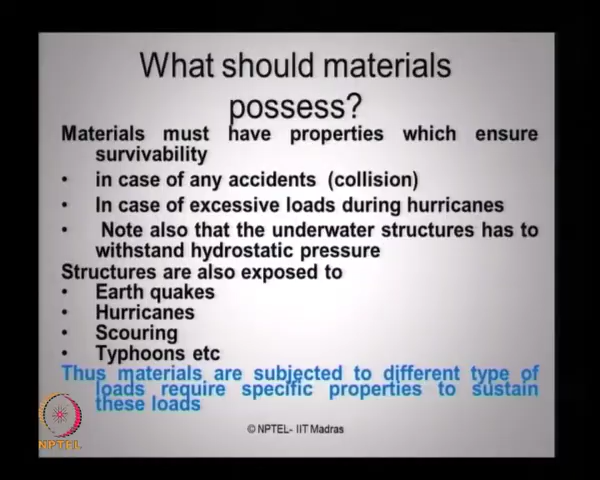 What should materials
possess?
Materials must have properties which ensure
survivability
• in case of any accidents (collision)
• In case of excessive loads during hurricanes
• Note also that the underwater structures has to
withstand hydrostatic pressure
Structures are also exposed to
• Earth quakes
• Hurricanes
• Scouring
• Typhoons etc
Thus materials are subjected to different type of
loads require specific properties to sustain
these loads
NPTEL
© NPTEL- IIT Madras